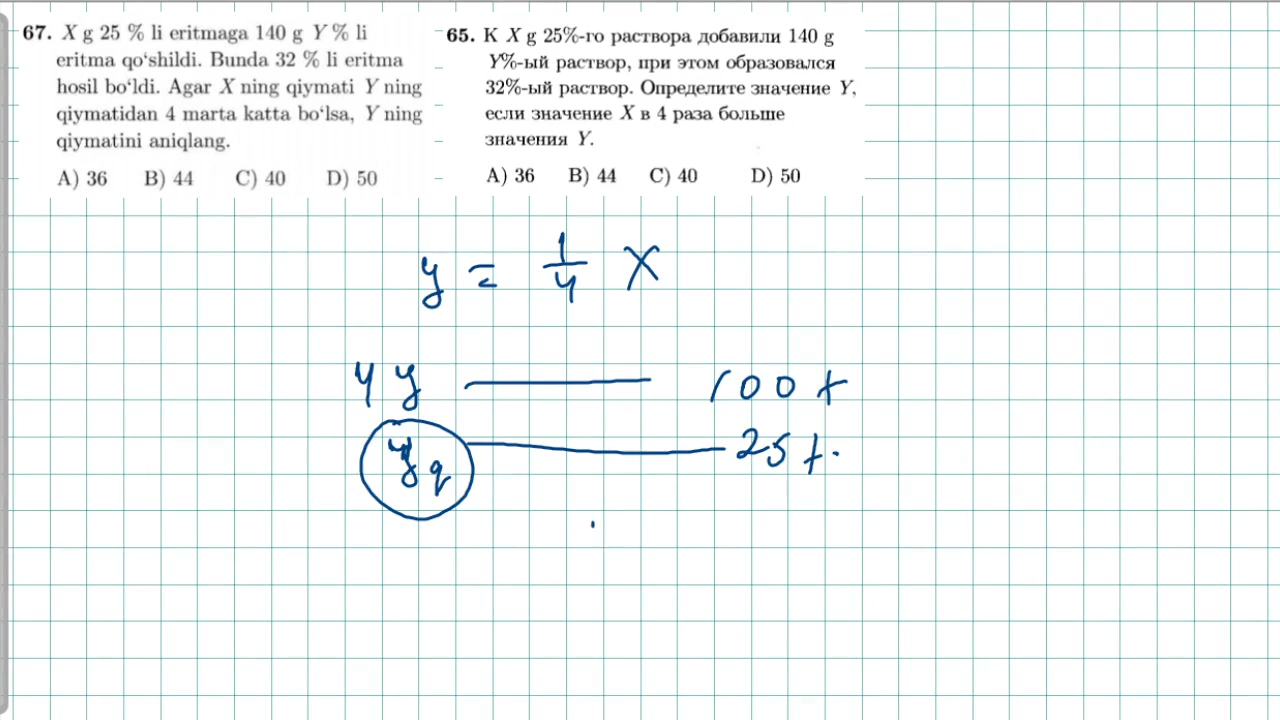 67. X g 25 % li eritmaga 140 g Y % li
eritma qo‘shildi. Bunda 32 % li eritma
hosil bo‘ldi. Agar X ning qiymati Y ning
qiymatidan 4 marta katta bo‘lsa, Y ning
qiymatini aniqlang.
A) 36 B) 44 C) 40 D) 50
65. К X g 25%-го раствора добавили 140 g
Y%-ый раствор, при этом образовался
32%-ый раствор. Определите значение Y,
если значение X в 4 раза больше
значения Y.
A) 36 B) 44 C) 40 D) 50
y = 1/4 X
4y — 100
y — 25